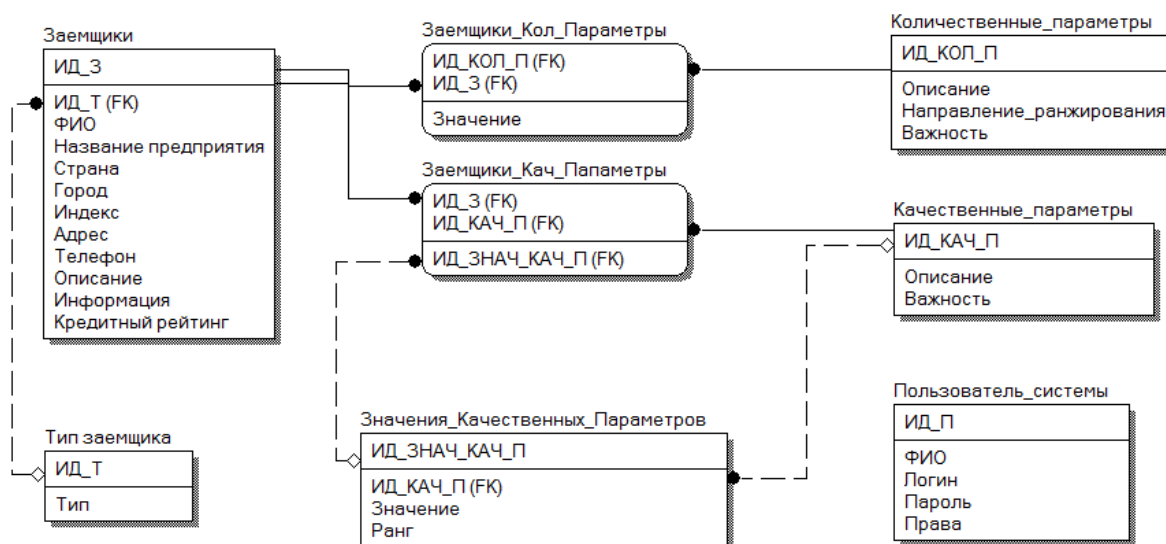 Заемщики
ИД_З
ИД_Т (FK)
ФИО
Название предприятия
Страна
Город
Индекс
Адрес
Телефон
Описание
Информация
Кредитный рейтинг
Заемщики_Кол_Параметры
ИД_КОЛ_П (FK)
ИД_З (FK)
Значение
Количественные_параметры
ИД_КОЛ_П
Описание
Направление_ранжирования
Важность
Заемщики_Кач_Папаметры
ИД_З (FK)
ИД_КАЧ_П (FK)
ИД_ЗНАЧ_КАЧ_П (FK)
Качественные_параметры
ИД_КАЧ_П
Описание
Важность
Тип заемщика
ИД_Т
Тип
Значения_Качественных_Параметров
ИД_ЗНАЧ_КАЧ_П
ИД_КАЧ_П (FK)
Значение
Ранг
Пользователь_системы
ИД_П
ФИО
Логин
Пароль
Права